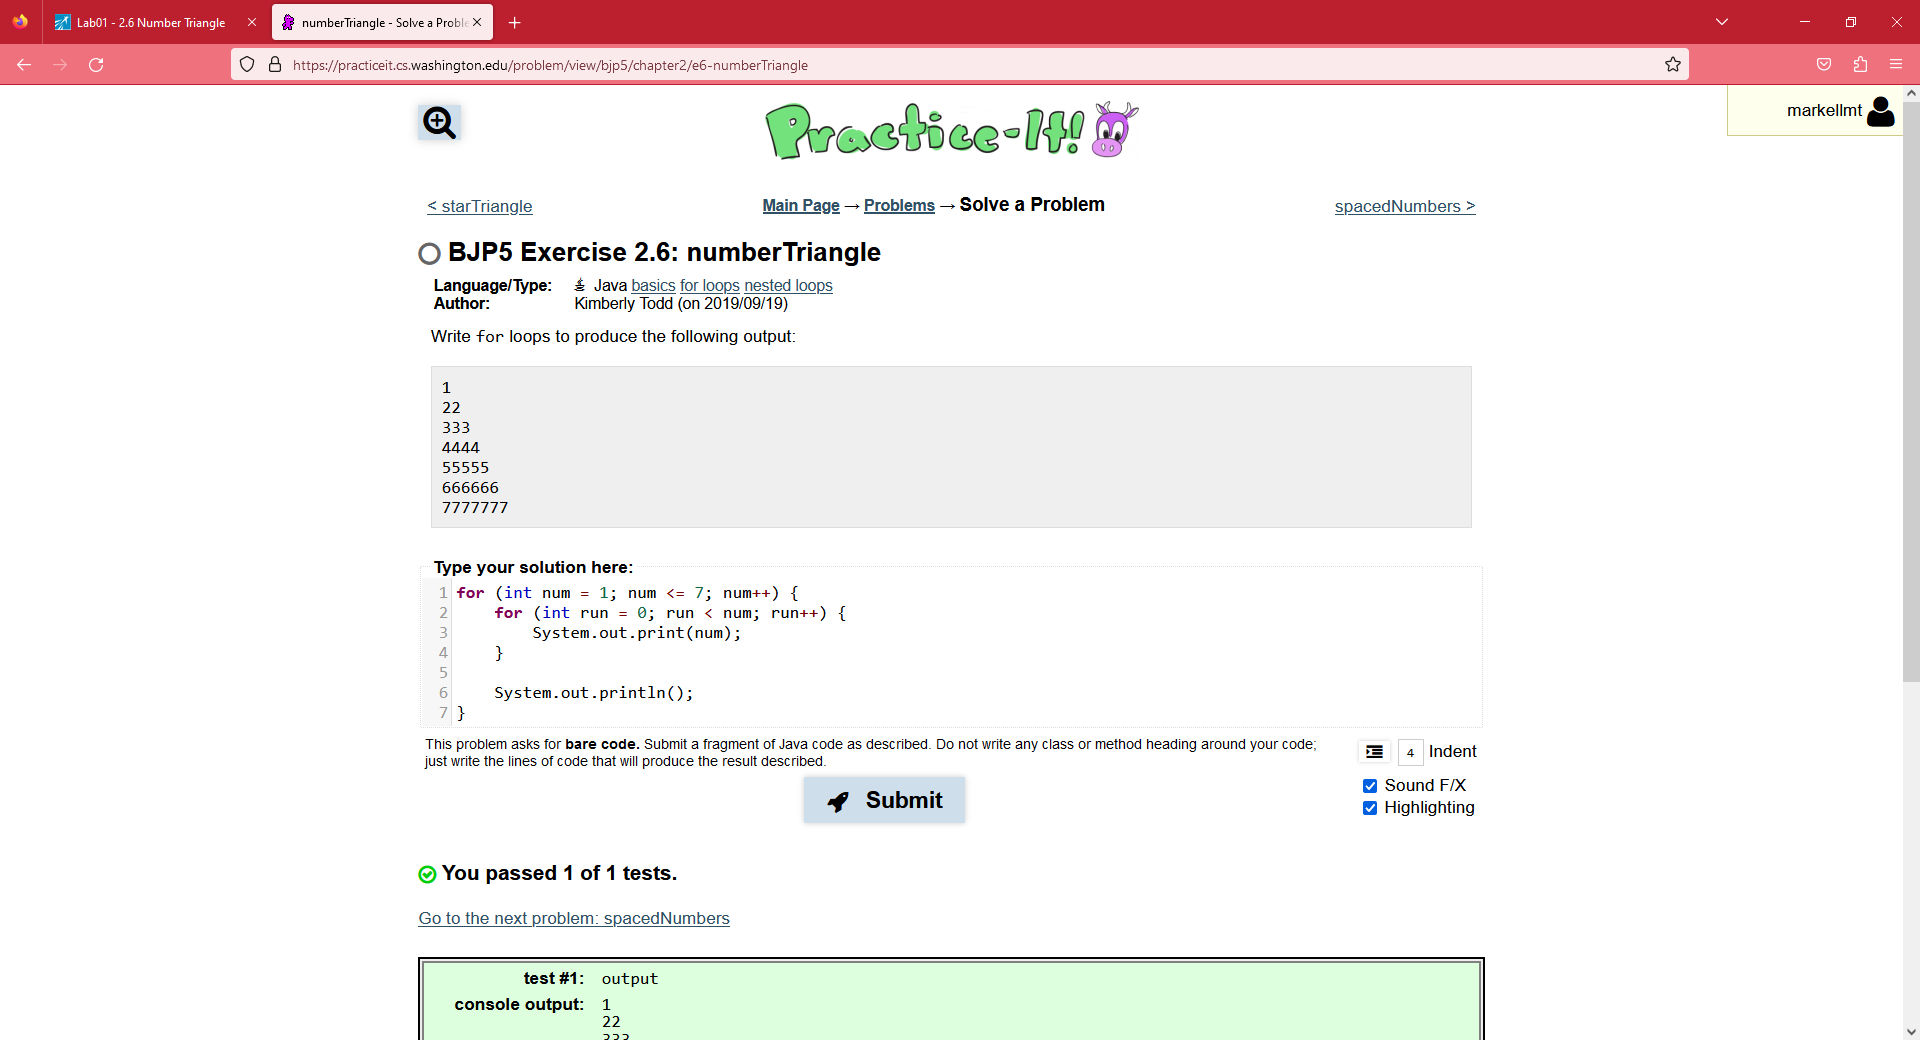 Lab01 - 2.6 Number Triangle
numberTriangle - Solve a Proble
https://practiceit.cs.washington.edu/problem/view/bjp5/chapter2/e6-numberTriangle
Practice-It!
markellmt
< starTriangle
Main Page → Problems → Solve a Problem
spacedNumbers >
BJP5 Exercise 2.6: numberTriangle
Language/Type: Java basics for loops nested loops
Author: Kimberly Todd (on 2019/09/19)
Write for loops to produce the following output:
1
22
333
4444
55555
666666
7777777
Type your solution here:
1 for (int num = 1; num <= 7; num++) {
2     for (int run = 0; run < num; run++) {
3         System.out.print(num);
4     }
5
6     System.out.println();
7 }
This problem asks for bare code. Submit a fragment of Java code as described. Do not write any class or method heading around your code;
just write the lines of code that will produce the result described.
4 Indent
Sound F/X
Highlighting
Submit
You passed 1 of 1 tests.
Go to the next problem: spacedNumbers
test #1: output
console output: 1
22
333